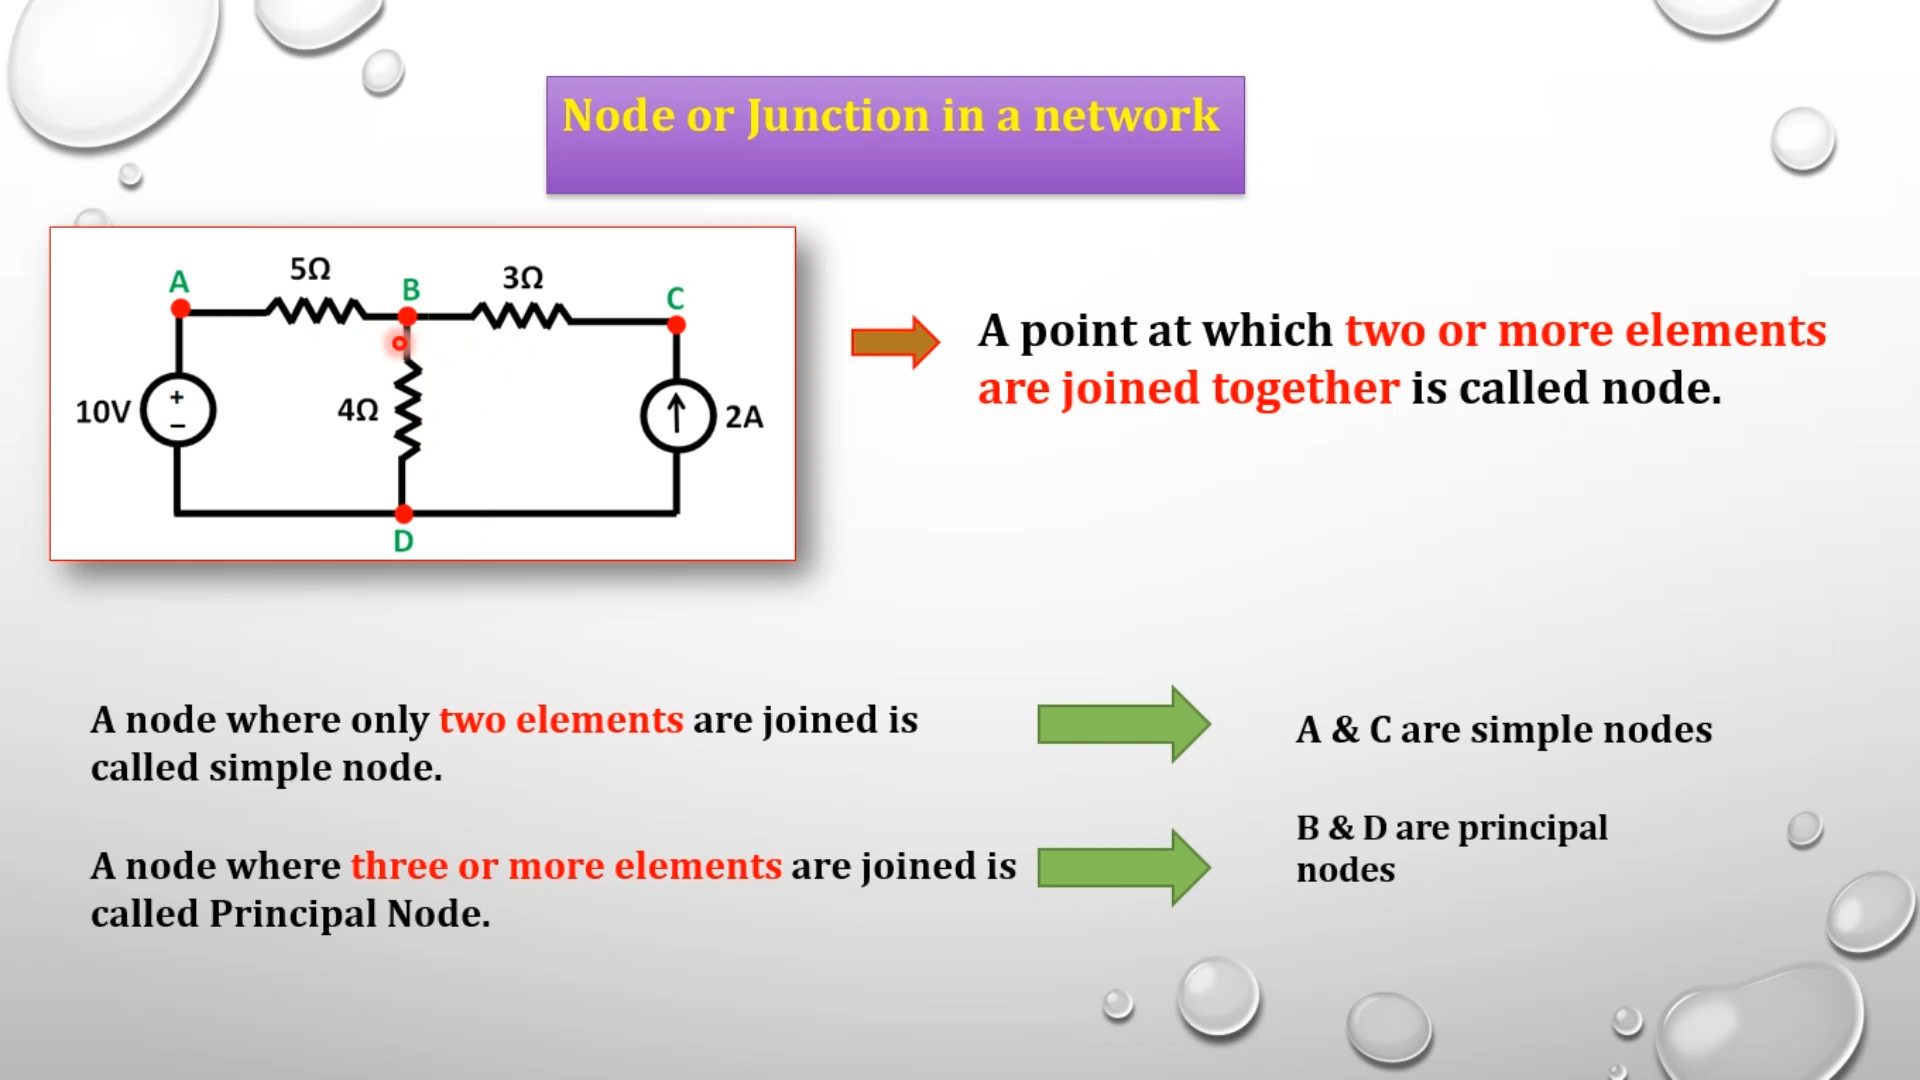 Node or Junction in a network
A
5Ω
B
3Ω
C
10V
+
−
4Ω
2A
D
A point at which two or more elements
are joined together is called node.
A node where only two elements are joined is
called simple node.
A & C are simple nodes
A node where three or more elements are joined is
called Principal Node.
B & D are principal
nodes